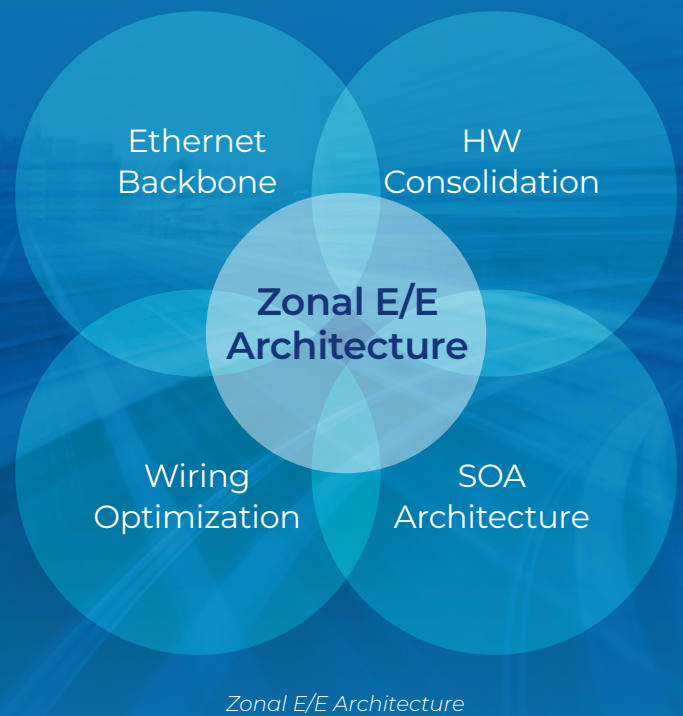 Ethernet
Backbone
HW
Consolidation
Zonal E/E
Architecture
Wiring
Optimization
SOA
Architecture
Zonal E/E Architecture